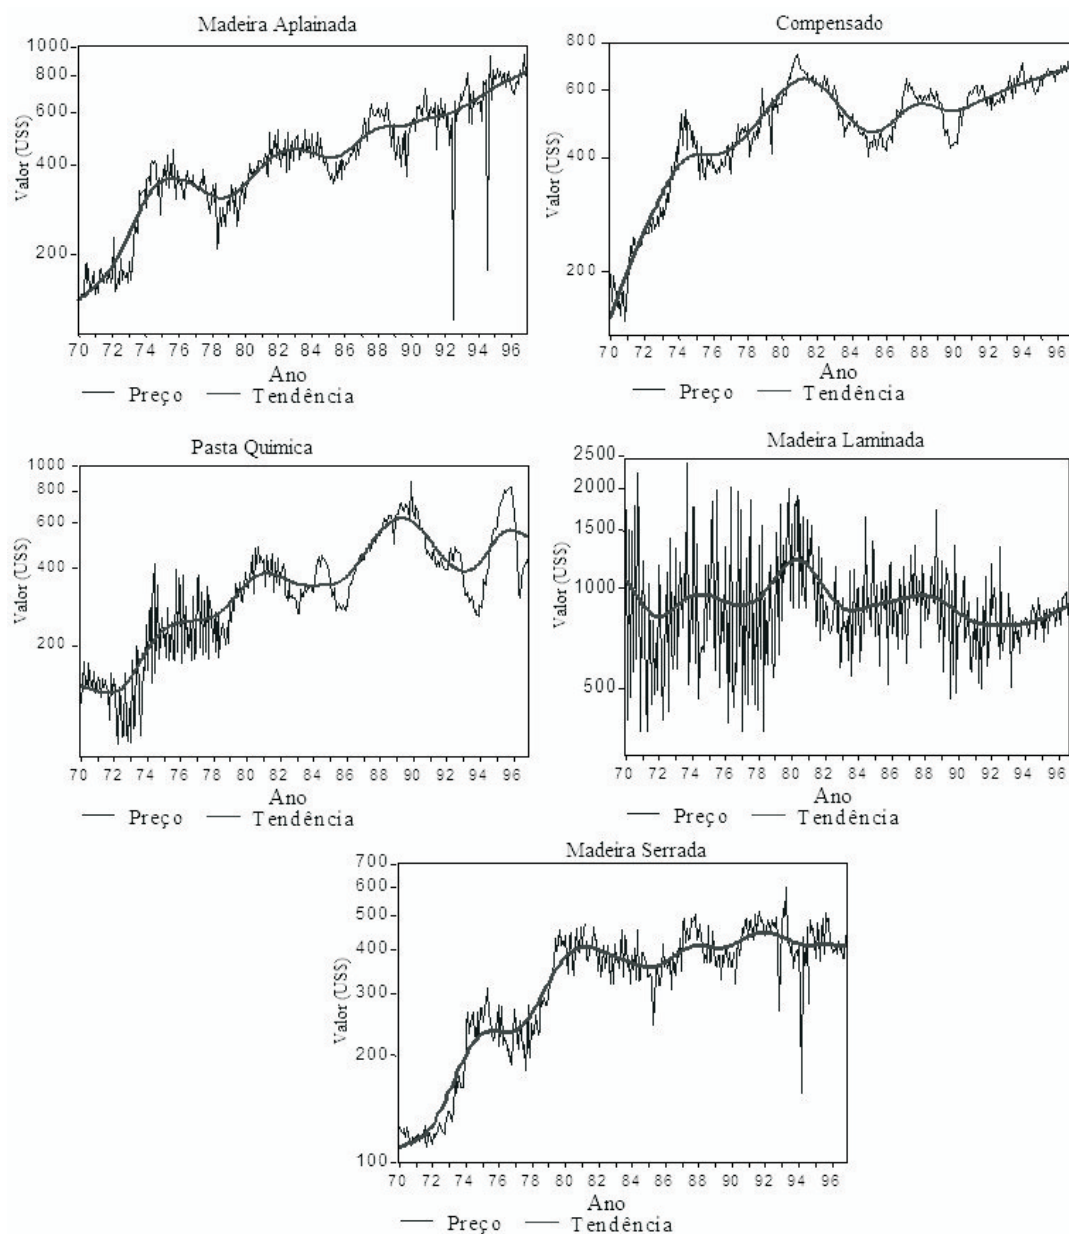 Madeira Aplainada
1000
800
600
400
200
Valor (US$)
70 72 74 76 78 80 82 84 86 88 90 92 94 96
Ano
Preço Tendência
Compensado
800
600
400
200
Valor (US$)
70 72 74 76 78 80 82 84 86 88 90 92 94 96
Ano
Preço Tendência
Pasta Quimica
1000
800
600
400
200
Valor (US$)
70 72 74 76 78 80 82 84 86 88 90 92 94 96
Ano
Preço Tendência
Madeira Laminada
2500
2000
1500
1000
500
Valor (US$)
70 72 74 76 78 80 82 84 86 88 90 92 94 96
Ano
Preço Tendência
Madeira Serrada
700
600
500
400
300
200
100
Valor (US$)
70 72 74 76 78 80 82 84 86 88 90 92 94 96
Ano
Preço Tendência